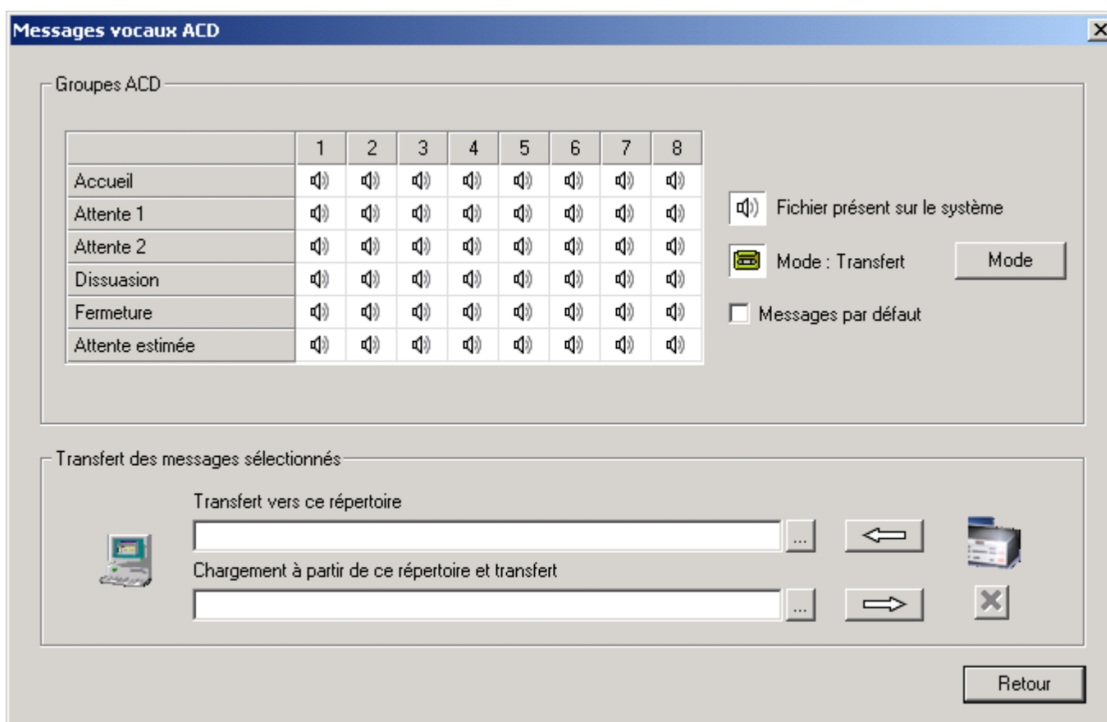 Messages vocaux ACD
Groupes ACD
1 2 3 4 5 6 7 8
Accueil
Attente 1
Attente 2
Dissuasion
Fermeture
Attente estimée
Fichier présent sur le système
Mode : Transfert
Mode
Messages par défaut
Transfert des messages sélectionnés
Transfert vers ce répertoire
...
Chargement à partir de ce répertoire et transfert
...
Retour